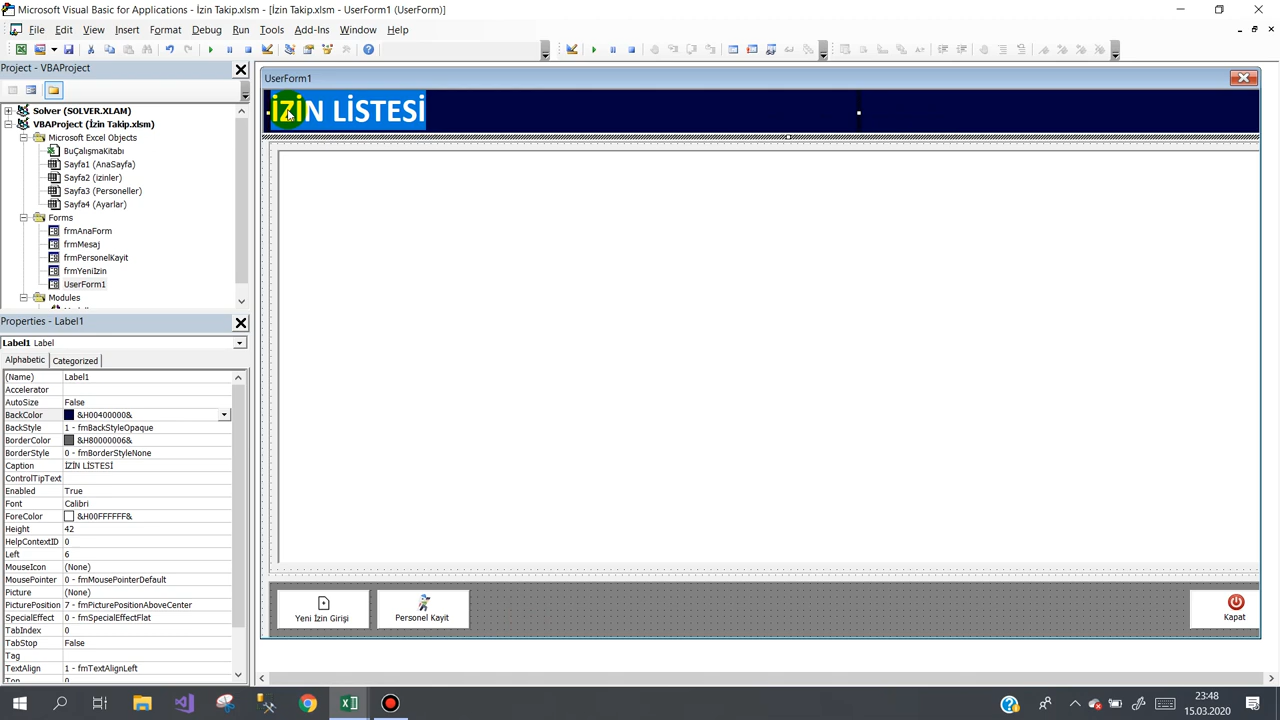 Microsoft Visual Basic for Applications - İzin Takip.xlsm - [İzin Takip.xlsm - UserForm1 (UserForm)]
File Edit View Insert Format Debug Run Tools Add-Ins Window Help
Project - VBAProject
Solver (SOLVER.XLAM)
VBAProject (İzin Takip.xlsm)
Microsoft Excel Objects
BuÇalışmaKitabı
Sayfa1 (AnaSayfa)
Sayfa2 (izinler)
Sayfa3 (Personeller)
Sayfa4 (Ayarlar)
Forms
frmAnaForm
frmMesaj
frmPersonelKayit
frmYeniIzin
UserForm1
Modules
Properties - Label1
Label1 Label
Alphabetic Categorized
(Name) Label1
Accelerator
AutoSize False
BackColor &H00400000&
BackStyle 1 - fmBackStyleOpaque
BorderColor &H80000006&
BorderStyle 0 - fmBorderStyleNone
Caption İZİN LİSTESİ
ControlTipText
Enabled True
Font Calibri
ForeColor &H00FFFFFF&
Height 42
HelpContextID 0
Left 6
MouseIcon (None)
MousePointer 0 - fmMousePointerDefault
Picture (None)
PicturePosition 7 - fmPicturePositionAboveCenter
SpecialEffect 0 - fmSpecialEffectFlat
TabIndex 0
TabStop False
Tag
TextAlign 1 - fmTextAlignLeft
UserForm1
İZİN LİSTESİ
Yeni İzin Girişi
Personel Kayit
Kapat
23:48
15.03.2020